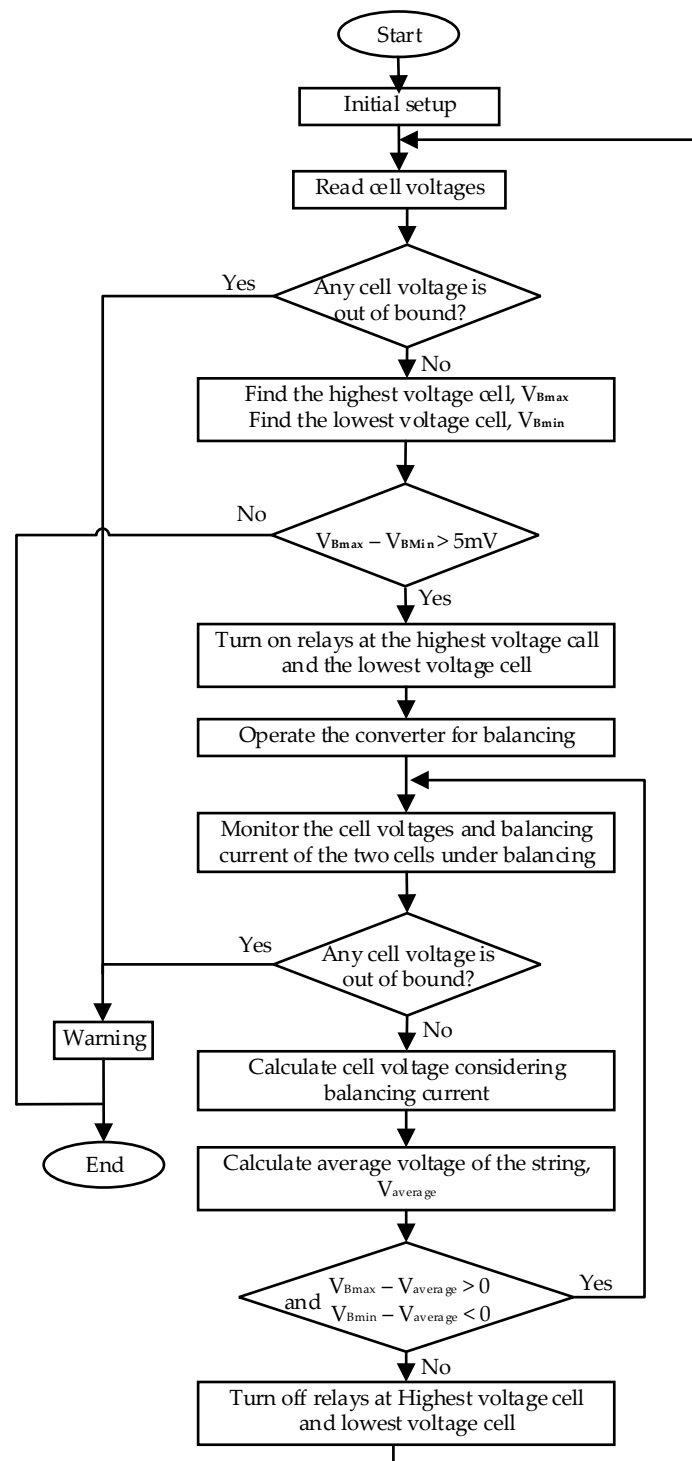 Start
Initial setup
Read cell voltages
Yes
Any cell voltage is
out of bound?
No
Find the highest voltage cell, VBmax
Find the lowest voltage cell, VBmin
No
VBmax – VBMin > 5mV
Yes
Turn on relays at the highest voltage call
and the lowest voltage cell
Operate the converter for balancing
Monitor the cell voltages and balancing
current of the two cells under balancing
Yes
Any cell voltage is
out of bound?
Warning
No
Calculate cell voltage considering
balancing current
End
Calculate average voltage of the string,
Vaverage
VBmax – Vaverage > 0
and
VBmin – Vaverage < 0
Yes
No
Turn off relays at Highest voltage cell
and lowest voltage cell